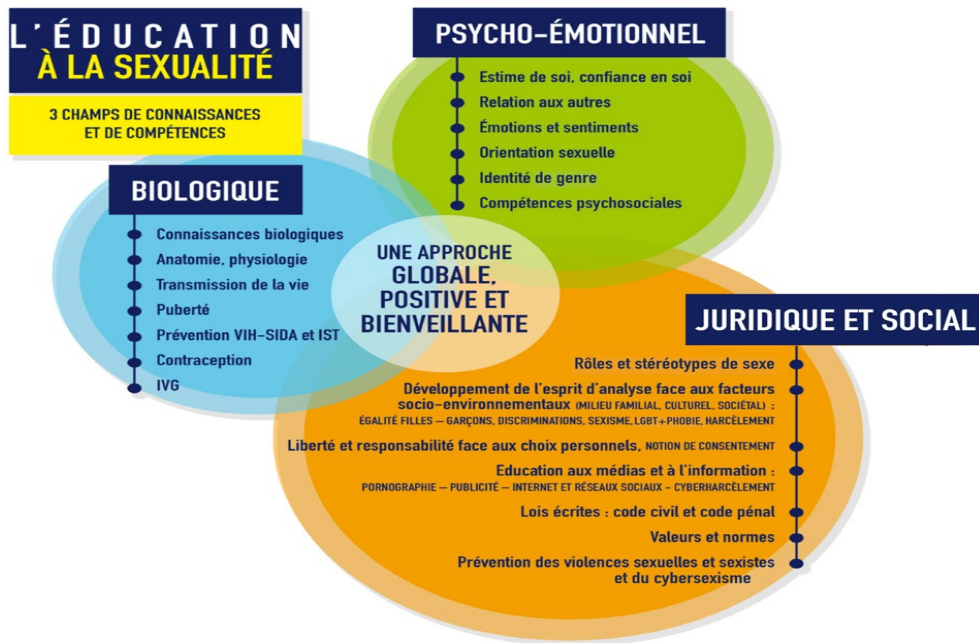 L'ÉDUCATION
À LA SEXUALITÉ
3 CHAMPS DE CONNAISSANCES
ET DE COMPÉTENCES
PSYCHO-ÉMOTIONNEL
Estime de soi, confiance en soi
Relation aux autres
Émotions et sentiments
Orientation sexuelle
Identité de genre
Compétences psychosociales
BIOLOGIQUE
Connaissances biologiques
Anatomie, physiologie
Transmission de la vie
Puberté
Prévention VIH-SIDA et IST
Contraception
IVG
UNE APPROCHE
GLOBALE,
POSITIVE ET
BIENVEILLANTE
JURIDIQUE ET SOCIAL
Rôles et stéréotypes de sexe
Développement de l'esprit d'analyse face aux facteurs
socio-environnementaux (MILIEU FAMILIAL, CULTUREL, SOCIÉTAL) :
ÉGALITÉ FILLES – GARÇONS, DISCRIMINATIONS, SEXISME, LGBT+PHOBIE, HARCÈLEMENT
Liberté et responsabilité face aux choix personnels, NOTION DE CONSENTEMENT
Education aux médias et à l'information :
PORNOGRAPHIE – PUBLICITÉ – INTERNET ET RÉSEAUX SOCIAUX - CYBERHARCÈLEMENT
Lois écrites : code civil et code pénal
Valeurs et normes
Prévention des violences sexuelles et sexistes
et du cybersexisme